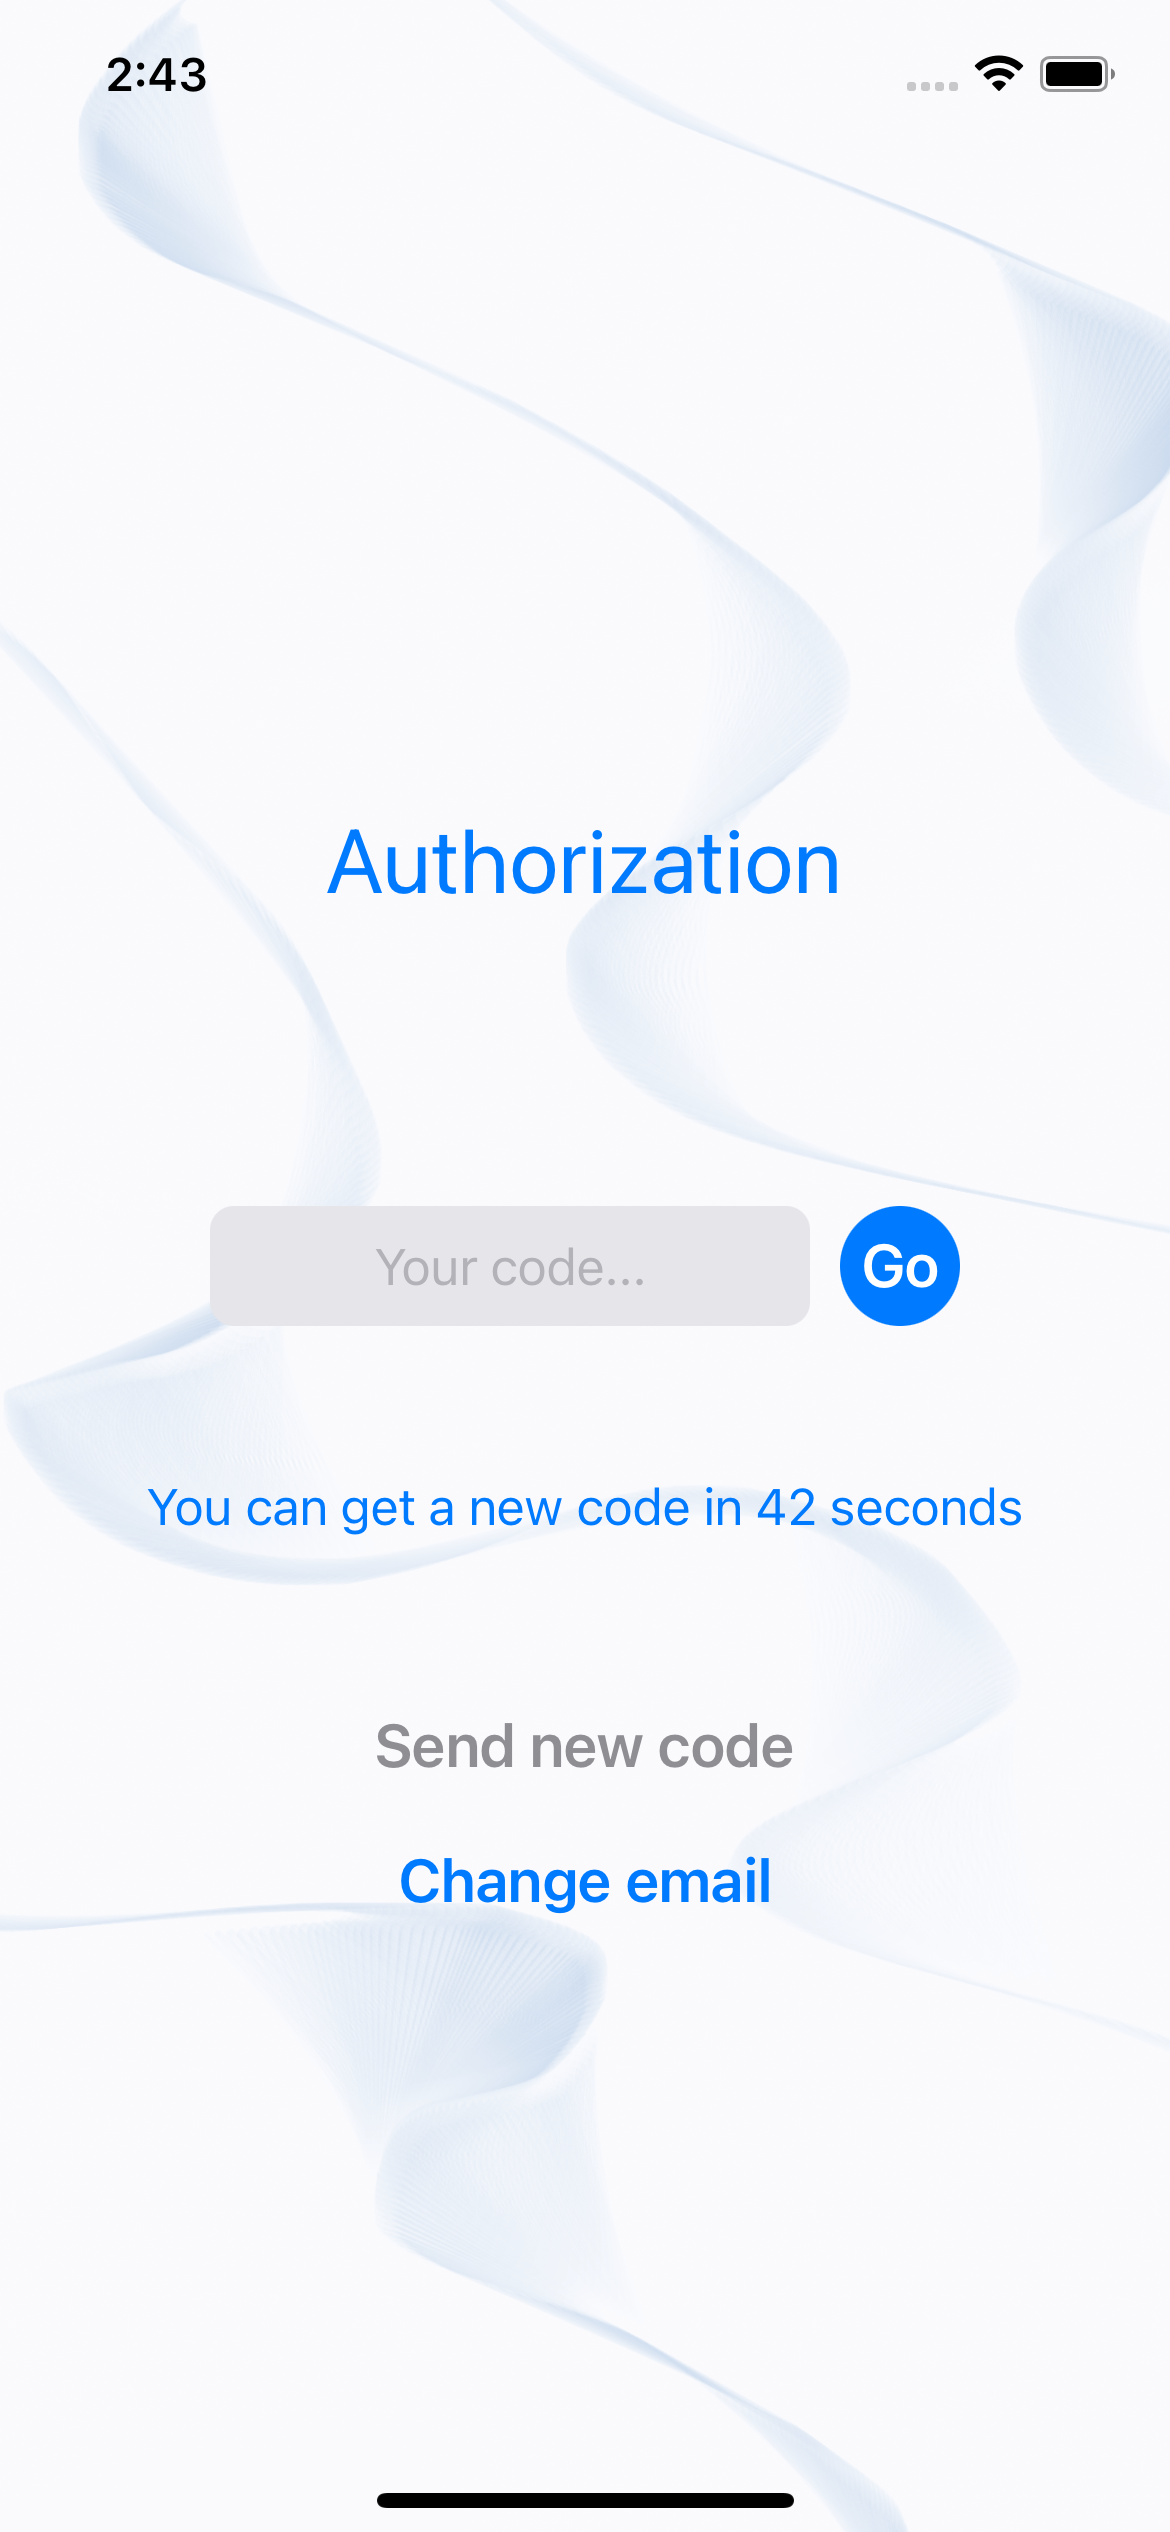 2:43
Authorization
Your code...
Go
You can get a new code in 42 seconds
Send new code
Change email